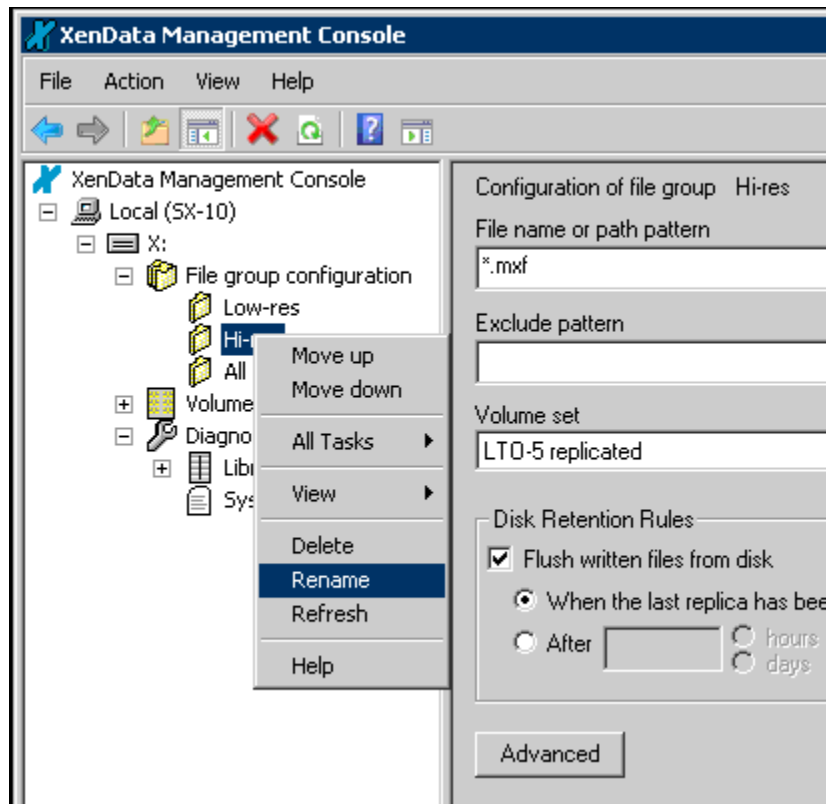 XenData Management Console
File Action View Help
XenData Management Console
Local (SX-10)
X:
File group configuration
Low-res
Hi-
All
Volume
Move up
Move down
All Tasks
View
Delete
Rename
Refresh
Help
Configuration of file group Hi-res
File name or path pattern
*.mxf
Exclude pattern
Volume set
LTO-5 replicated
Disk Retention Rules
Flush written files from disk
When the last replica has bee
After hours
days
Advanced